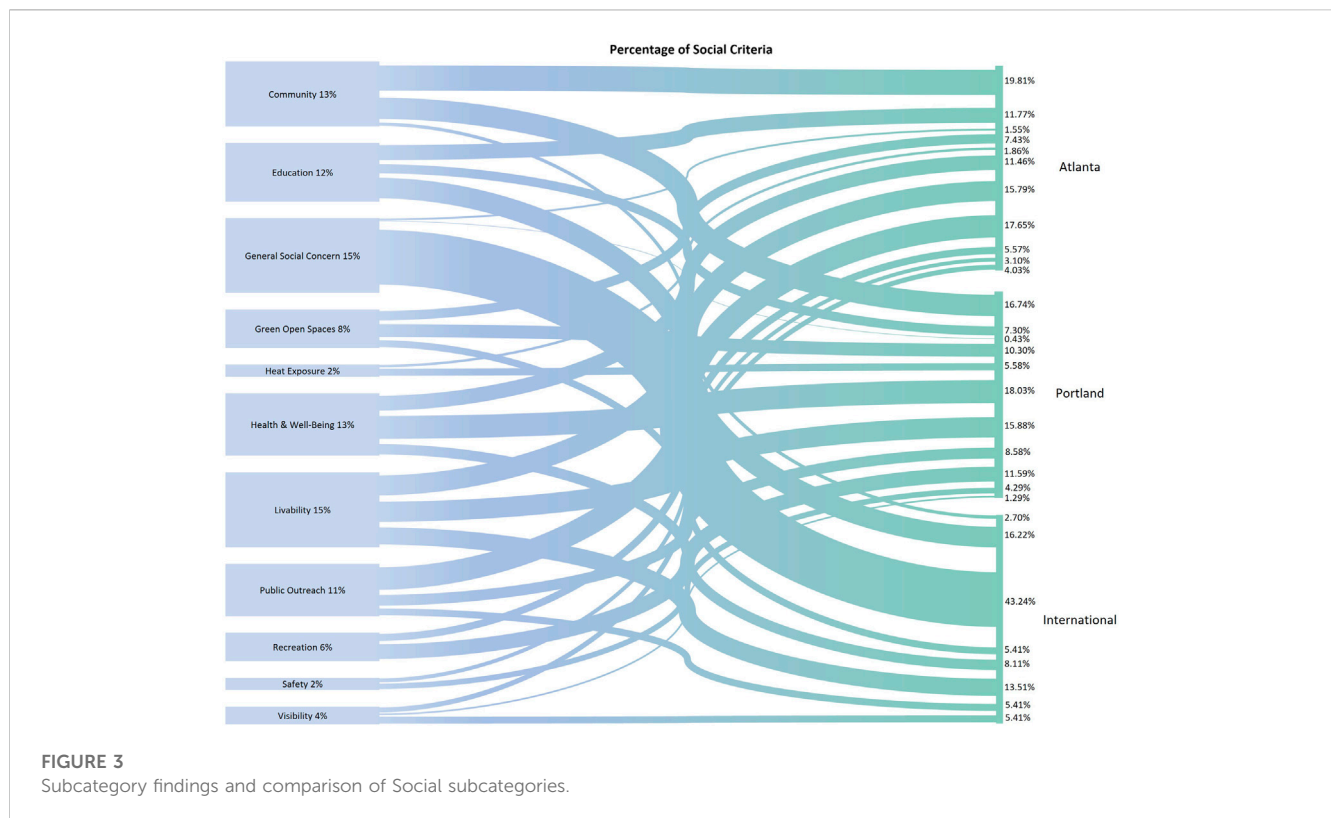 Percentage of Social Criteria
Community 13%
Education 12%
General Social Concern 15%
Green Open Spaces 8%
Heat Exposure 2%
Health & Well-Being 13%
Livability 15%
Public Outreach 11%
Recreation 6%
Safety 2%
Visibility 4%
19.81%
11.77%
1.55%
7.43%
1.86%
11.46%
15.79%
17.65%
5.57%
3.10%
4.03%
Atlanta
16.74%
7.30%
0.43%
10.30%
5.58%
18.03%
15.88%
8.58%
11.59%
4.29%
1.29%
Portland
2.70%
16.22%
43.24%
5.41%
8.11%
13.51%
5.41%
5.41%
International
FIGURE 3
Subcategory findings and comparison of Social subcategories.